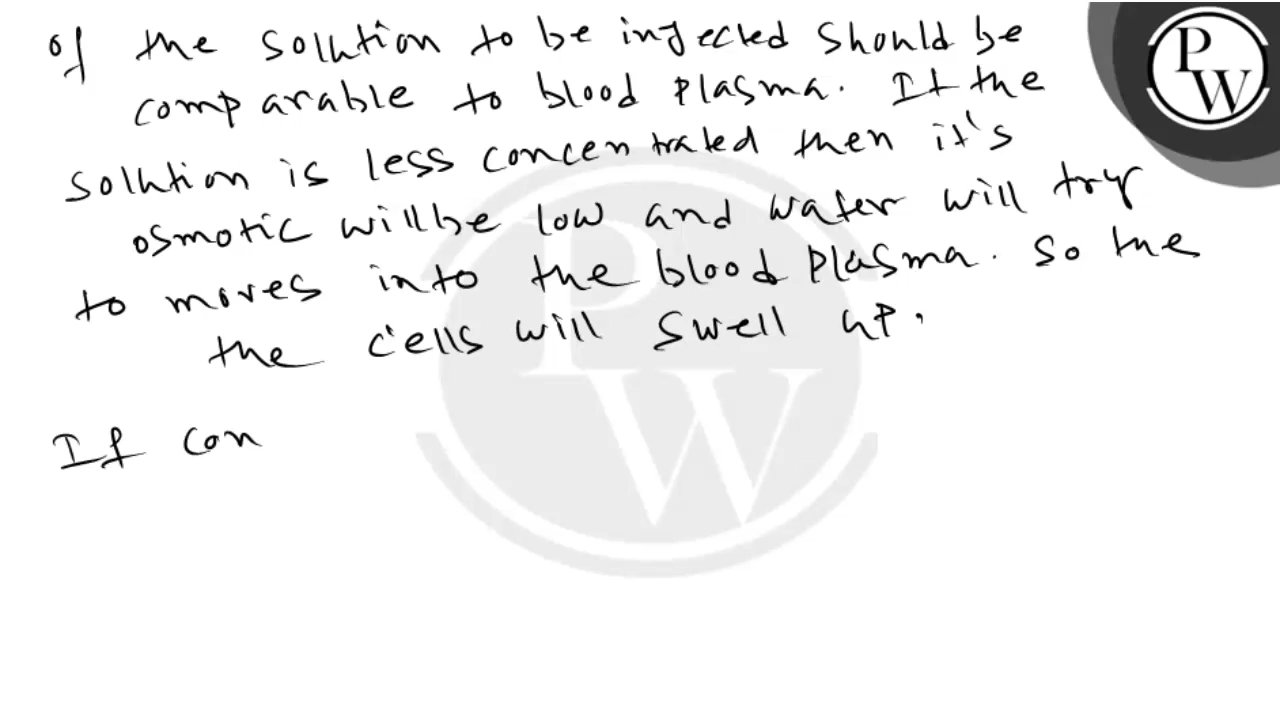 of the solution to be injected should be
comparable to blood plasma. If the
solution is less concentrated then it's
osmotic will be low and water will try
to moves into the blood plasma. So the
the cells will swell up.
If con
PW
PW